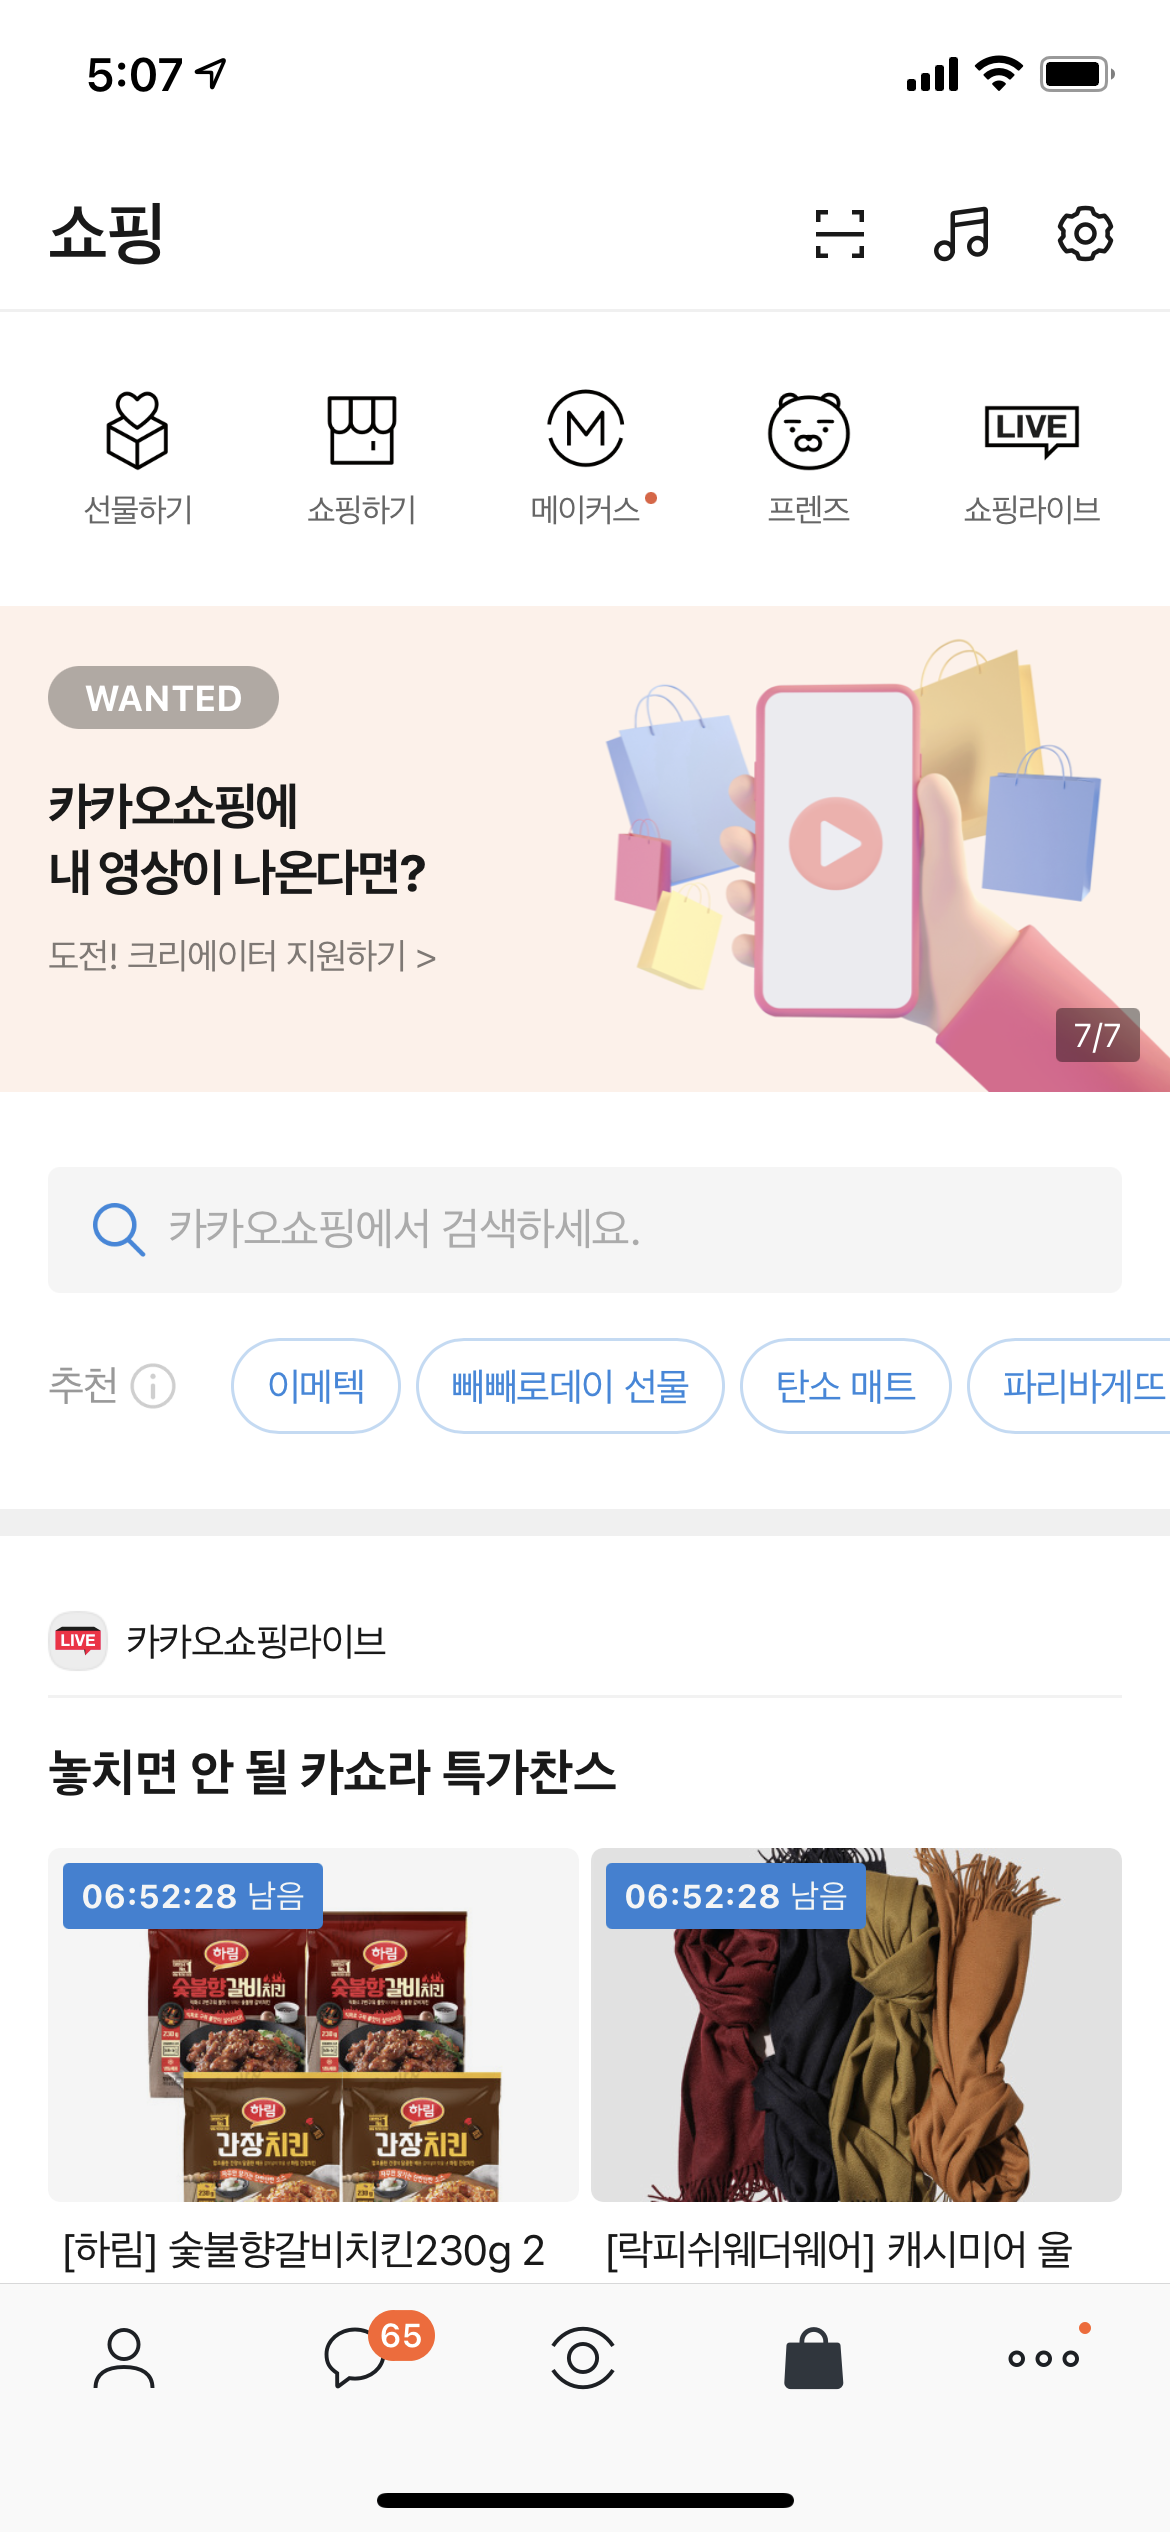 5:07
쇼핑
LIVE
선물하기
쇼핑하기
메이커스
프렌즈
쇼핑라이브
WANTED
카카오쇼핑에
내 영상이 나온다면?
도전! 크리에이터 지원하기 >
7/7
카카오쇼핑에서 검색하세요.
추천
이메텍
빼빼로데이 선물
탄소 매트
파리바게뜨
LIVE 카카오쇼핑라이브
놓치면 안 될 카쇼라 특가찬스
06:52:28 남음
06:52:28 남음
하림
하림
숯불향갈비치킨
숯불향갈비치킨
하림
하림
간장치킨
간장치킨
[하림] 숯불향갈비치킨230g 2
[락피쉬웨더웨어] 캐시미어 울
65